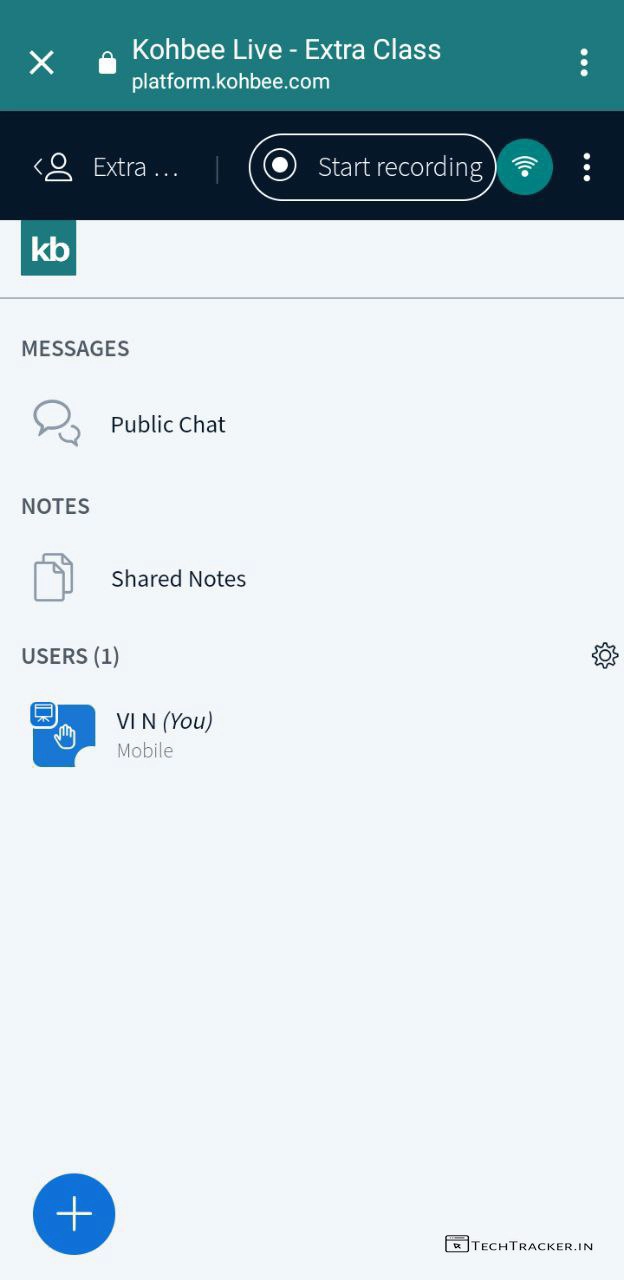 Kohbee Live - Extra Class
platform.kohbee.com
Extra ...
Start recording
kb
MESSAGES
Public Chat
NOTES
Shared Notes
USERS (1)
VI N (You)
Mobile
TECHTRACKER.IN